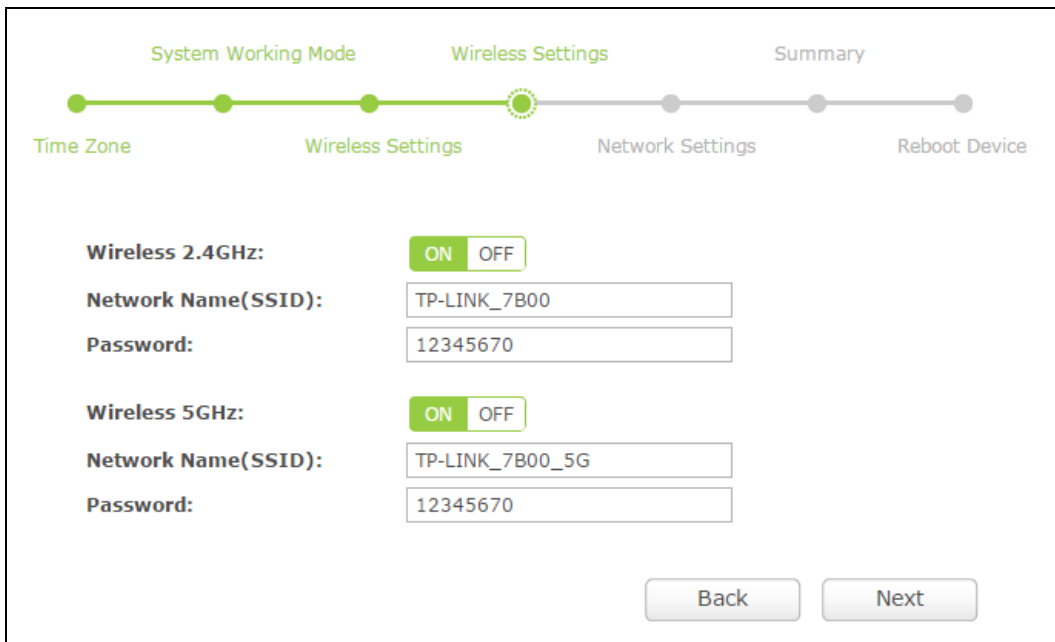 System Working Mode Wireless Settings Summary
Time Zone Wireless Settings Network Settings Reboot Device
Wireless 2.4GHz: ON OFF
Network Name(SSID): TP-LINK_7B00
Password: 12345670
Wireless 5GHz: ON OFF
Network Name(SSID): TP-LINK_7B00_5G
Password: 12345670
Back Next